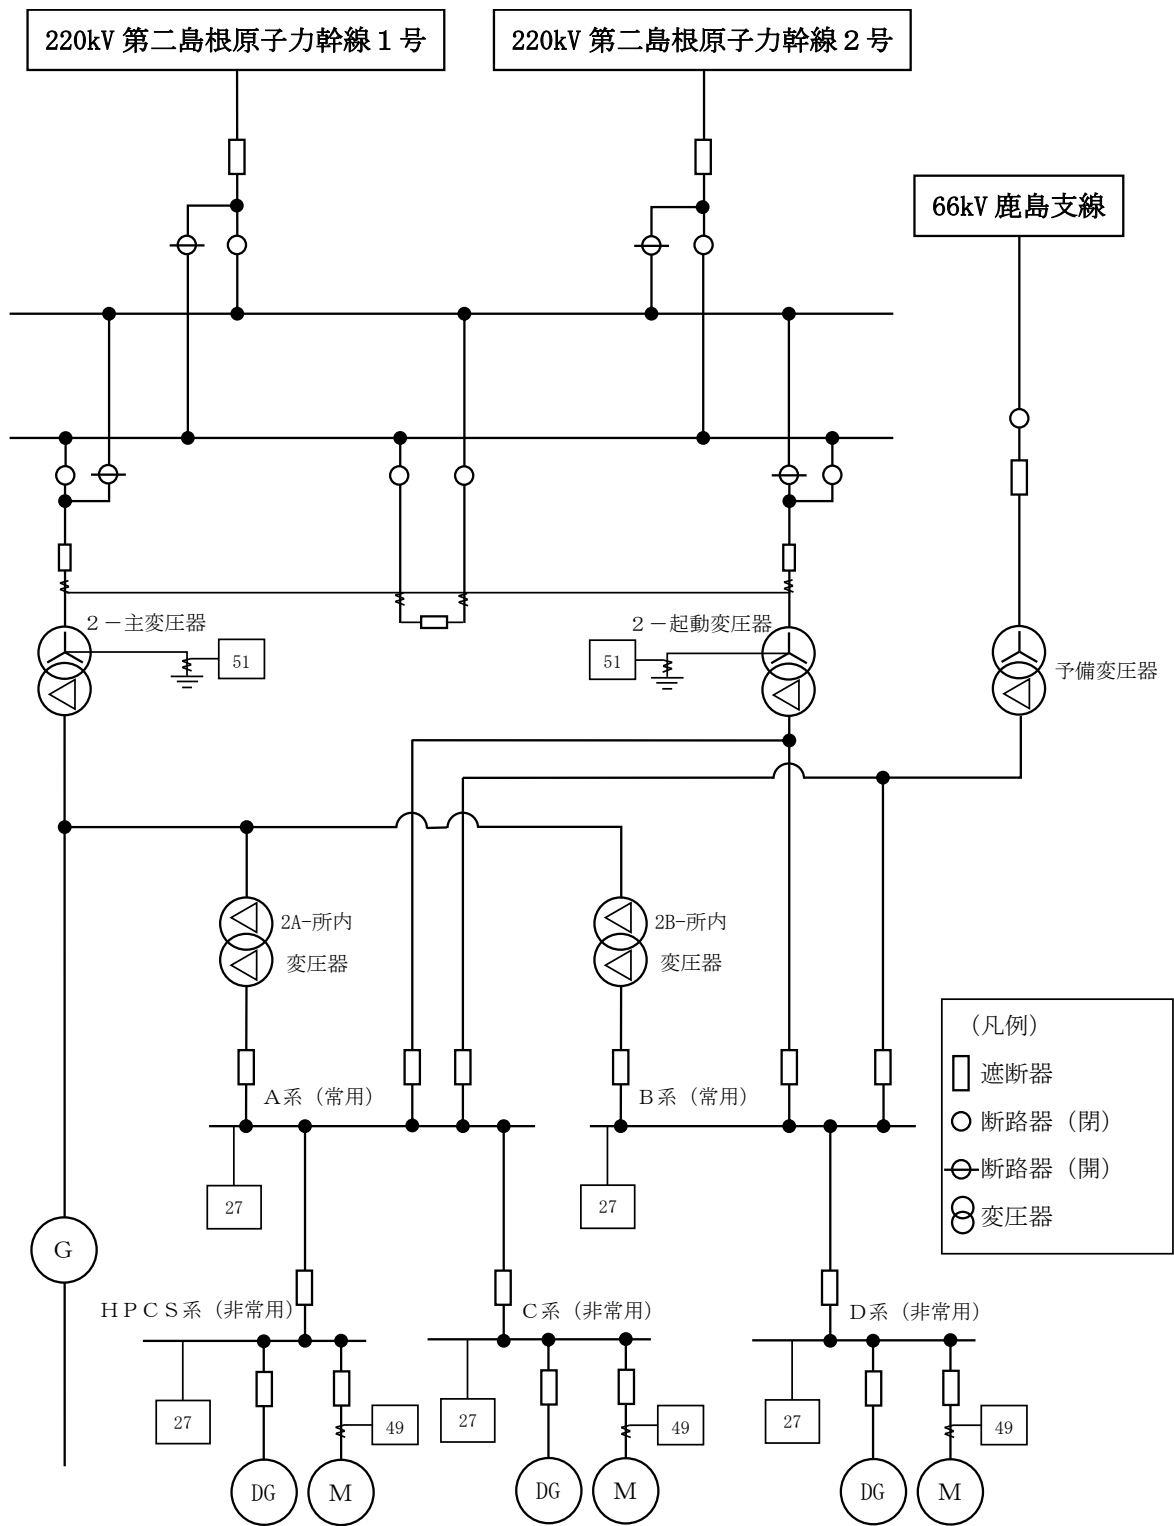 220kV 第二島根原子力幹線1号
220kV 第二島根原子力幹線2号
66kV 鹿島支線
2-主変圧器
51
2-起動変圧器
51
予備変圧器
2A-所内
変圧器
2B-所内
変圧器
(凡例)
遮断器
断路器(閉)
断路器(開)
変圧器
A系(常用)
B系(常用)
27
27
G
HPCS系(非常用)
C系(非常用)
D系(非常用)
27
49
27
49
27
49
DG
M
DG
M
DG
M